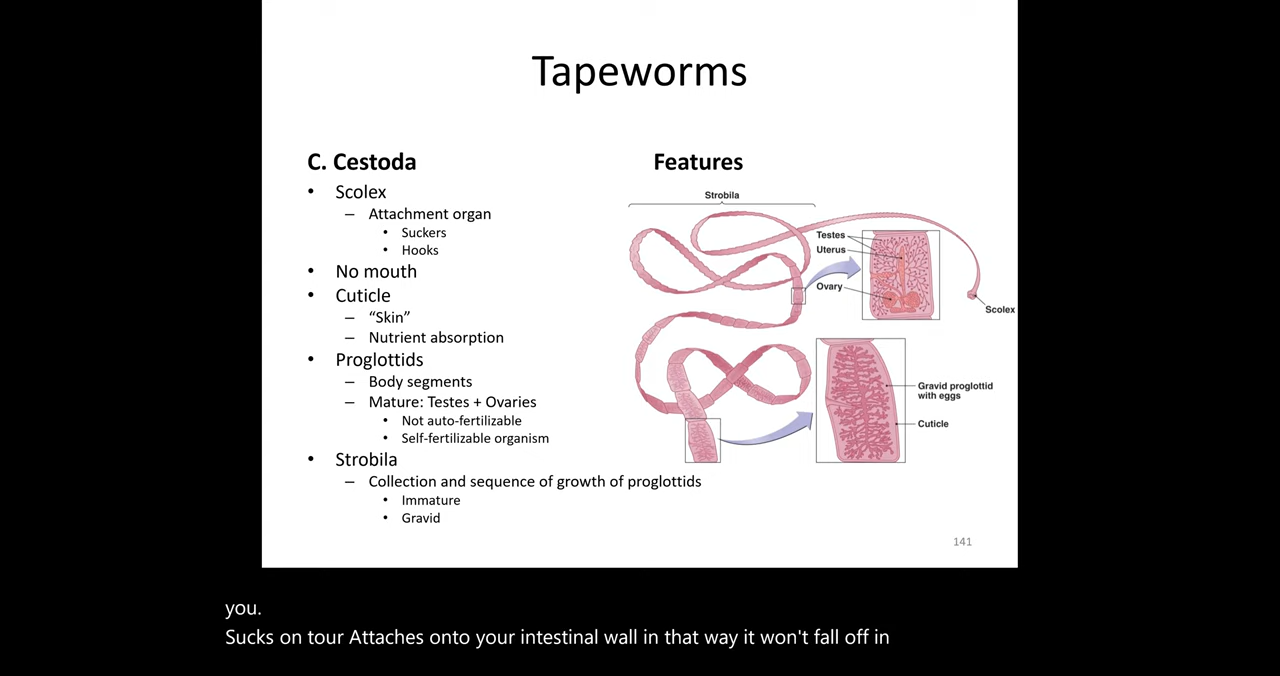 Tapeworms
C. Cestoda
• Scolex
– Attachment organ
• Suckers
• Hooks
• No mouth
• Cuticle
– “Skin”
– Nutrient absorption
• Proglottids
– Body segments
– Mature: Testes + Ovaries
• Not auto-fertilizable
• Self-fertilizable organism
• Strobila
– Collection and sequence of growth of proglottids
• Immature
• Gravid
Features
Strobila
Testes
Uterus
Ovary
Scolex
Gravid proglottid
with eggs
Cuticle
141
you.
Sucks on tour Attaches onto your intestinal wall in that way it won't fall off in